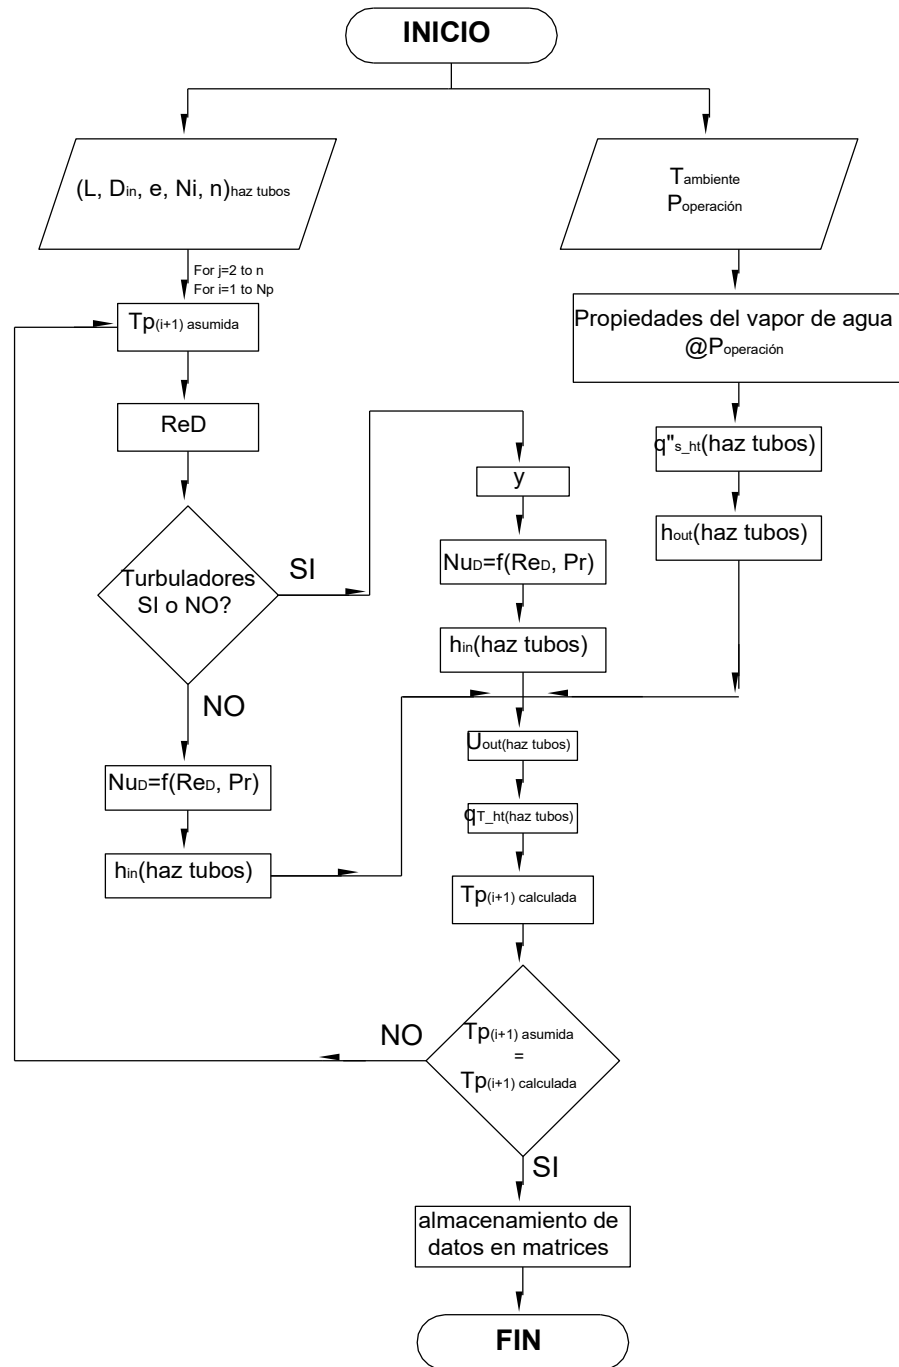 INICIO
(L, Din, e, Ni, n)haz tubos
Tambiente
Poperación
For j=2 to n
For i=1 to Np
Tp(i+1) asumida
Propiedades del vapor de agua
@Poperación
ReD
q"s_ht(haz tubos)
y
hout(haz tubos)
Turbuladores
SI o NO?
SI
NuD=f(ReD, Pr)
hin(haz tubos)
NO
Uout(haz tubos)
NuD=f(ReD, Pr)
qT_ht(haz tubos)
hin(haz tubos)
Tp(i+1) calculada
NO
Tp(i+1) asumida
=
Tp(i+1) calculada
SI
almacenamiento de
datos en matrices
FIN